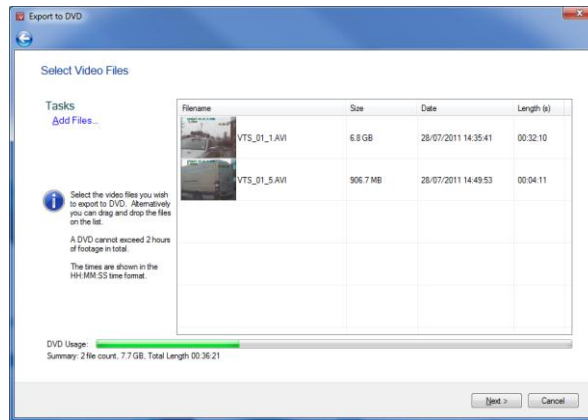 Export to DVD
Select Video Files
Tasks
Add Files...
Filename Size Date Length (s)
VTS_01_1.AVI 6.8 GB 28/07/2011 14:35:41 00:32:10
VTS_01_5.AVI 906.7 MB 28/07/2011 14:49:53 00:04:11
Select the video files you wish
to export to DVD. Alternatively
you can drag and drop the files
on the list.
A DVD cannot exceed 2 hours
of footage in total.
The times are shown in the
HH:MM:SS time format.
DVD Usage:
Summary: 2 file count, 7.7 GB, Total Length 00:36:21
Next >
Cancel